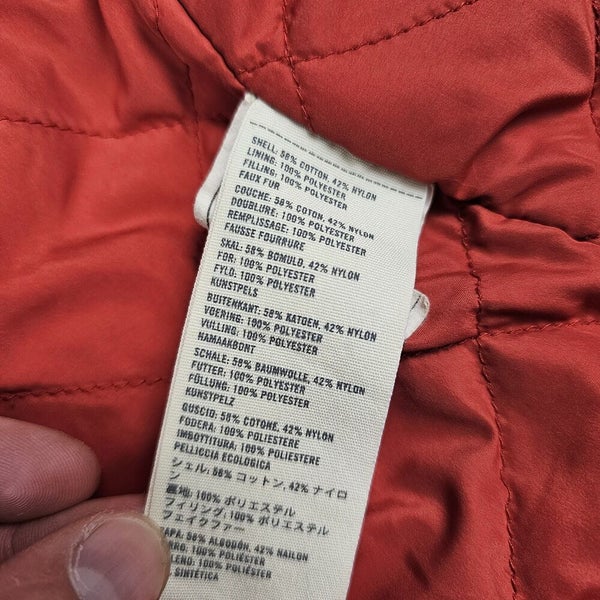 SHELL: 58% COTTON, 42% NYLON
LINING: 100% POLYESTER
FILLING: 100% POLYESTER
FAUX FUR
COUCHE: 58% COTON, 42% NYLON
DOUBLURE: 100% POLYESTER
REMPLISSAGE: 100% POLYESTER
FAUSSE FOURRURE
SKAL: 58% BOMULD, 42% NYLON
FOR: 100% POLYESTER
FYLD: 100% POLYESTER
KUNSTPELS
BUITENKANT: 58% KATOEN, 42% NYLON
VOERING: 100% POLYESTER
VULLING: 100% POLYESTER
NAMAAKBONT
SCHALE: 58% BAUMWOLLE, 42% NYLON
FUTTER: 100% POLYESTER
FÜLLUNG: 100% POLYESTER
KUNSTPELZ
GUSCIO: 58% COTONE, 42% NYLON
FODERA: 100% POLIESTERE
IMBOTTITURA: 100% POLIESTERE
PELLICCIA ECOLOGICA
シェル: 58% コットン, 42% ナイロ
裏地: 100% ポリエステル
フィリング: 100% ポリエステル
フェイクファー
APA: 58% ALGODÓN, 42% NAILON
RRO: 100% POLIÉSTER
LENO: 100% POLIÉSTER
SINTÉTICA